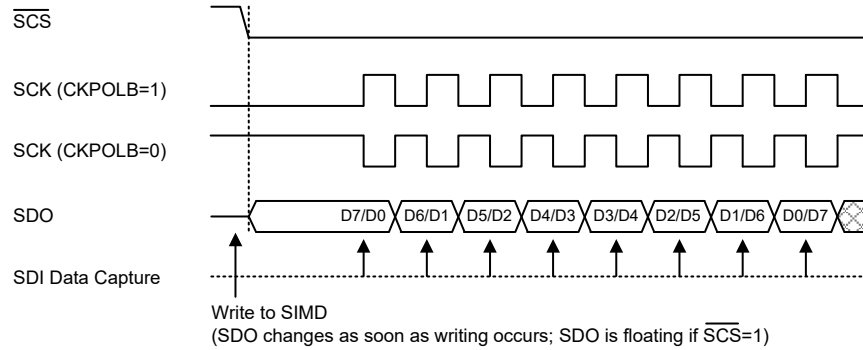 S̅C̅S̅
SCK (CKPOLB=1)
SCK (CKPOLB=0)
SDO
D7/D0 D6/D1 D5/D2 D4/D3 D3/D4 D2/D5 D1/D6 D0/D7
SDI Data Capture
Write to SIMD
(SDO changes as soon as writing occurs; SDO is floating if S̅C̅S̅=1)